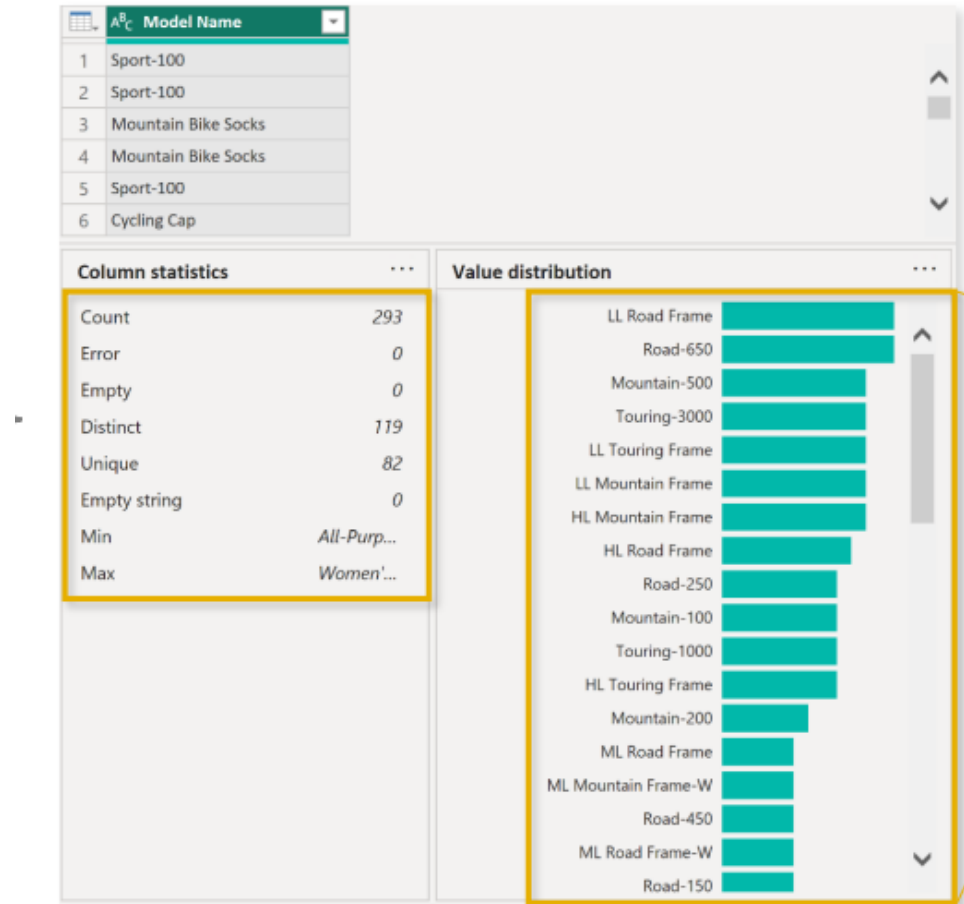 ABC Model Name
1 Sport-100
2 Sport-100
3 Mountain Bike Socks
4 Mountain Bike Socks
5 Sport-100
6 Cycling Cap
Column statistics ...
Count 293
Error 0
Empty 0
Distinct 119
Unique 82
Empty string 0
Min All-Purp...
Max Women'...
Value distribution ...
LL Road Frame
Road-650
Mountain-500
Touring-3000
LL Touring Frame
LL Mountain Frame
HL Mountain Frame
HL Road Frame
Road-250
Mountain-100
Touring-1000
HL Touring Frame
Mountain-200
ML Road Frame
ML Mountain Frame-W
Road-450
ML Road Frame-W
Road-150